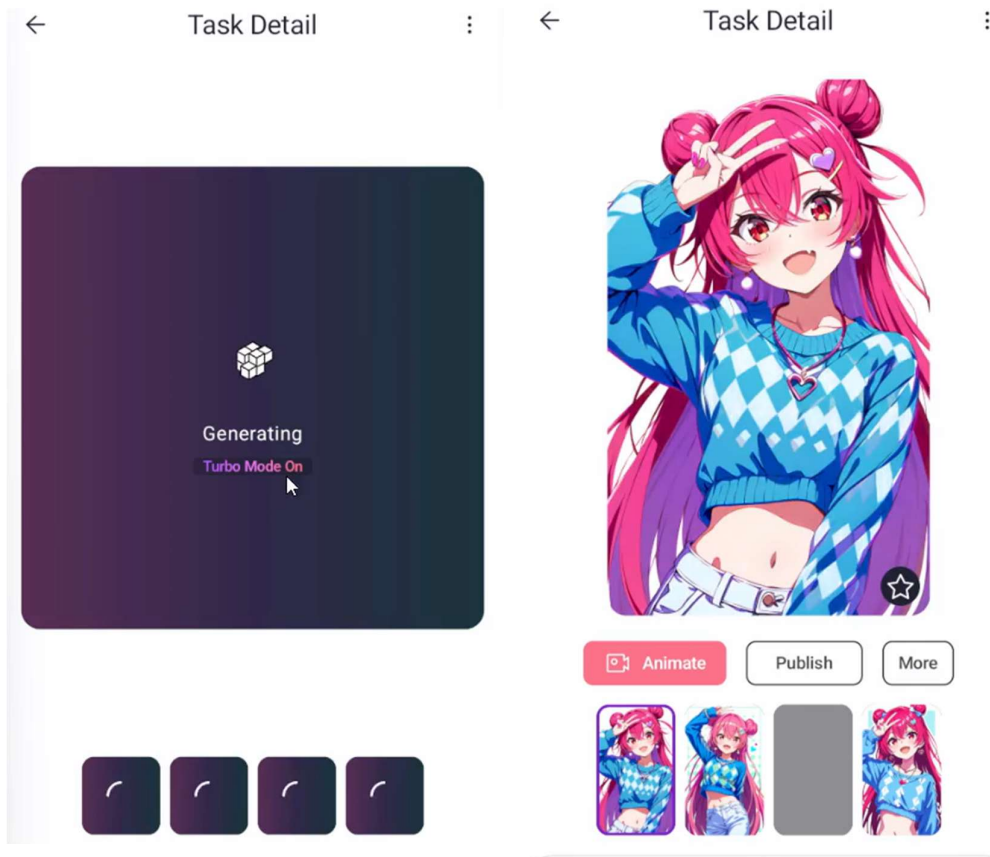 Task Detail
Generating
Turbo Mode On
Task Detail
Animate
Publish
More